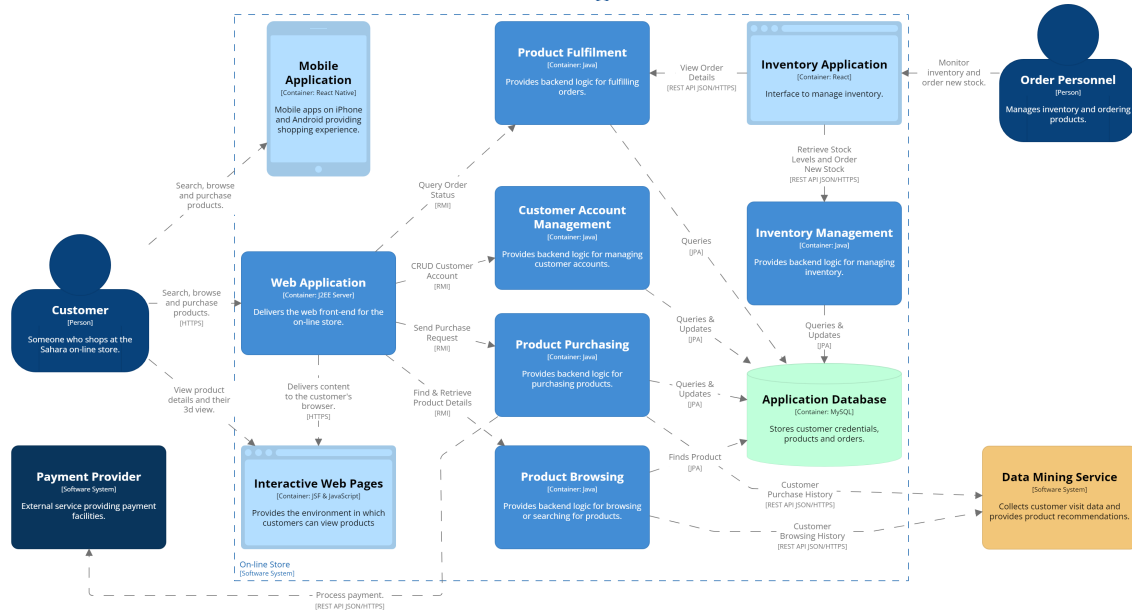 Mobile
Application
[Container: React Native]
Mobile apps on iPhone
and Android providing
shopping experience.
Product Fulfilment
[Container: Java]
Provides backend logic for fulfilling
orders.
View Order
Details
[REST API JSON/HTTPS]
Inventory Application
[Container: React]
Interface to manage inventory.
Monitor
inventory and
order new stock.
Order Personnel
[Person]
Manages inventory and ordering
products.
Search, browse
and purchase
products.
Query Order
Status
[RMI]
Retrieve Stock
Levels and Order
New Stock
[REST API JSON/HTTPS]
Customer Account
Management
[Container: Java]
Provides backend logic for managing
customer accounts.
Queries
[JPA]
Inventory Management
[Container: Java]
Provides backend logic for managing
inventory.
Customer
[Person]
Someone who shops at the
Sahara on-line store.
Search, browse
and purchase
products.
[HTTPS]
Web Application
[Container: J2EE Server]
Delivers the web front-end for the
on-line store.
CRUD Customer
Account
[RMI]
Send Purchase
Request
[RMI]
Product Purchasing
[Container: Java]
Provides backend logic for
purchasing products.
Queries &
Updates
[JPA]
Queries &
Updates
[JPA]
View product
details and their
3d view.
Delivers content
to the customer's
browser.
[HTTPS]
Find & Retrieve
Product Details
[RMI]
Queries &
Updates
[JPA]
Application Database
[Container: MySQL]
Stores customer credentials,
products and orders.
Payment Provider
[Software System]
External service providing payment
facilities.
Interactive Web Pages
[Container: JSF & JavaScript]
Provides the environment in which
customers can view products
Product Browsing
[Container: Java]
Provides backend logic for browsing
or searching for products.
Finds Product
[JPA]
Customer
Purchase History
[REST API JSON/HTTPS]
Customer
Browsing History
[REST API JSON/HTTPS]
Data Mining Service
[Software System]
Collects customer visit data and
provides product recommendations.
On-line Store
[Software System]
Process payment.
[REST API JSON/HTTPS]